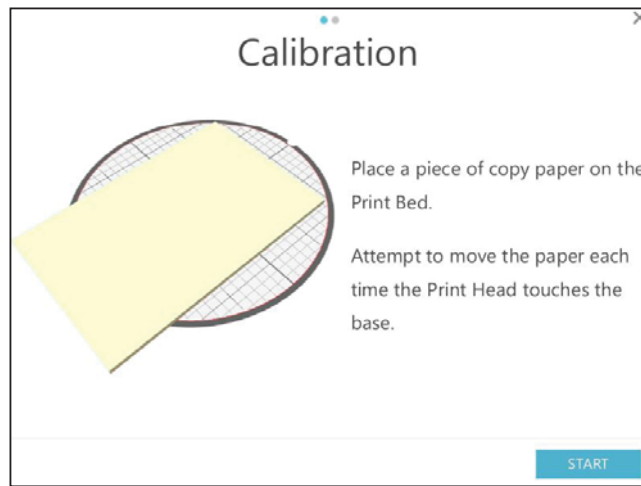 Calibration
Place a piece of copy paper on the
Print Bed.
Attempt to move the paper each
time the Print Head touches the
base.
START